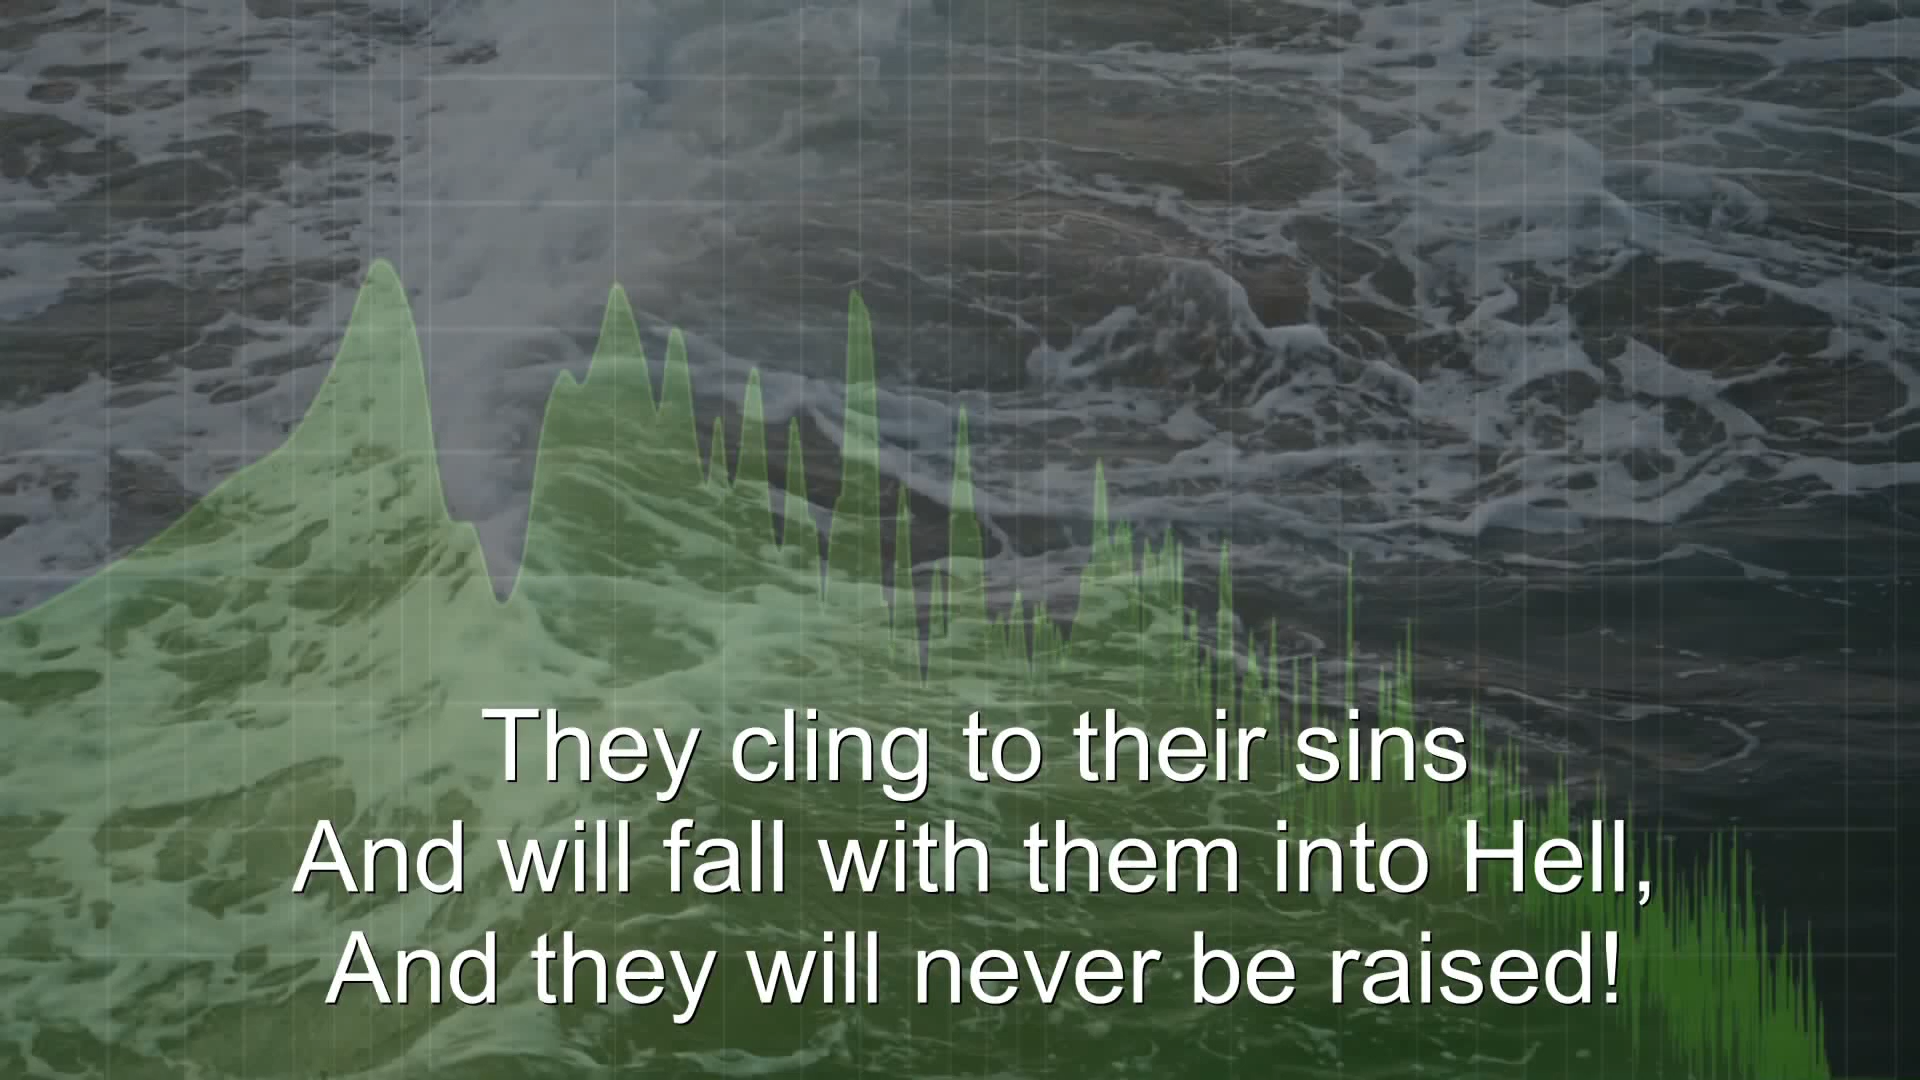 They cling to their sins
And will fall with them into Hell,
And they will never be raised!